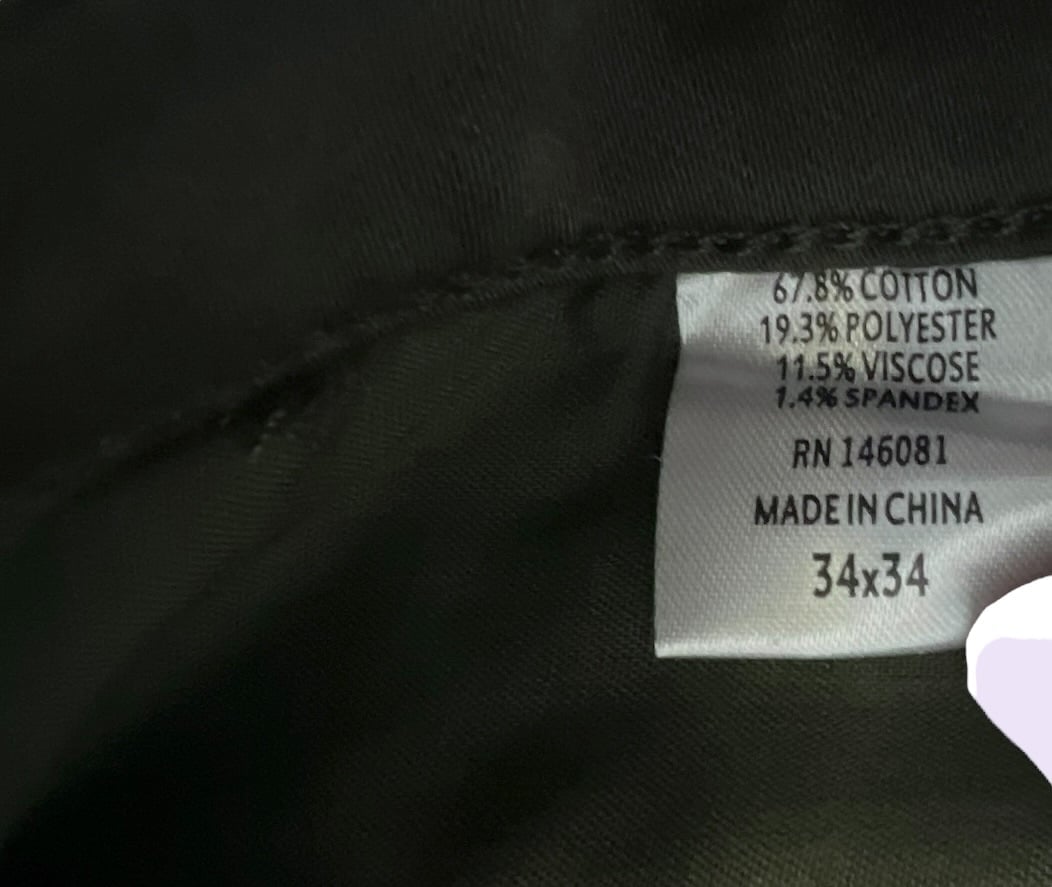 67.8% COTTON
19.3% POLYESTER
11.5% VISCOSE
1.4% SPANDEX
RN 146081
MADE IN CHINA
34x34